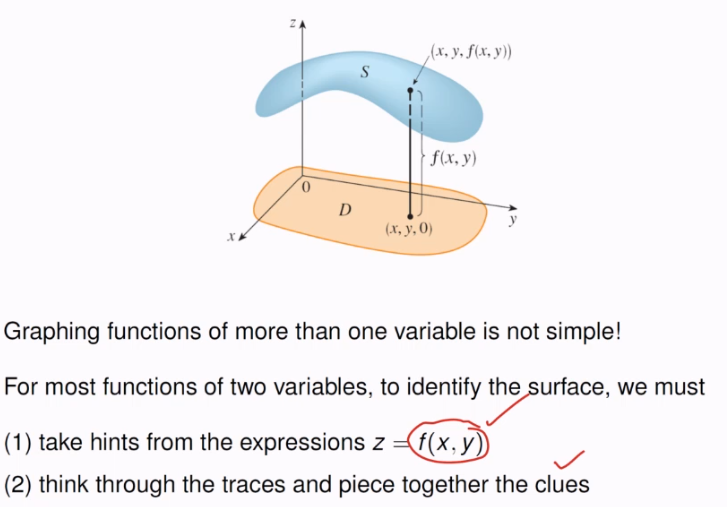 z
(x, y, f(x, y))
S
f(x, y)
0
D
(x, y, 0)
x
y
Graphing functions of more than one variable is not simple!
For most functions of two variables, to identify the surface, we must
(1) take hints from the expressions z = f(x, y)
(2) think through the traces and piece together the clues